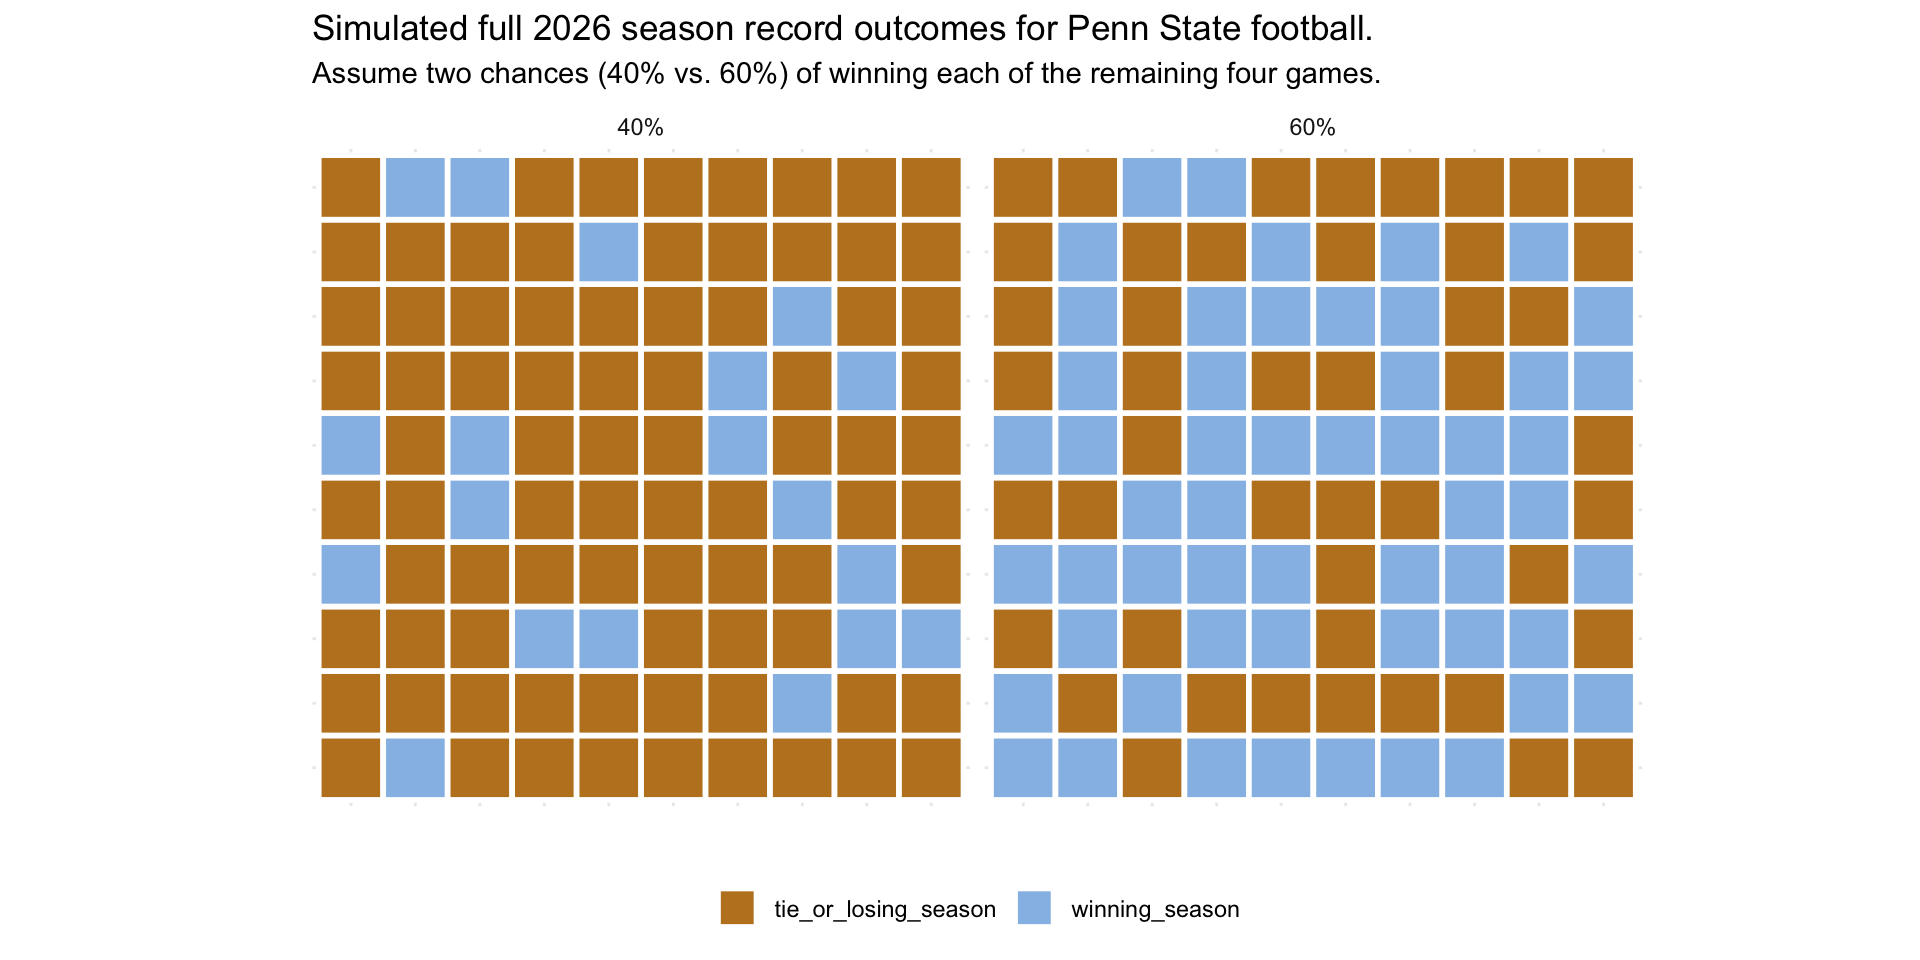 Simulated full 2026 season record outcomes for Penn State football.
Assume two chances (40% vs. 60%) of winning each of the remaining four games.
40%
60%
tie_or_losing_season
winning_season